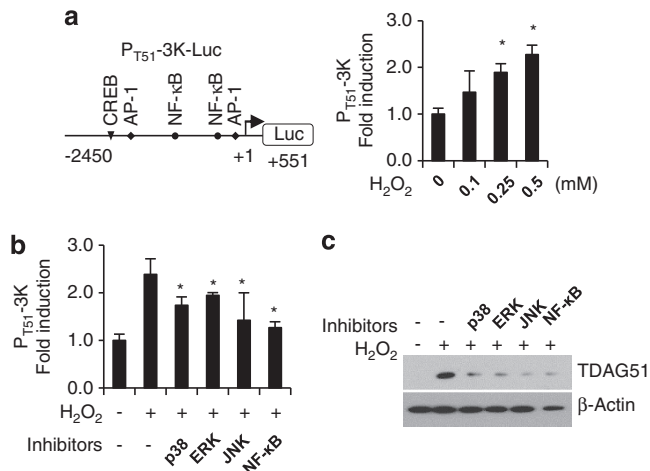 a
P_T51-3K-Luc
CREB
AP-1
NF-κB
NF-κB
AP-1
Luc
-2450
+1
+551
P_T51-3K
Fold induction
3.0
2.0
1.0
0.0
H₂O₂
0
0.1
0.25
0.5
(mM)
*
*
b
P_T51-3K
Fold induction
3.0
2.0
1.0
0.0
*
*
*
*
H₂O₂ - + + + + +
Inhibitors - - p38 ERK JNK NF-κB
c
Inhibitors - - p38 ERK JNK NF-κB
H₂O₂ - + + + + +
TDAG51
β-Actin